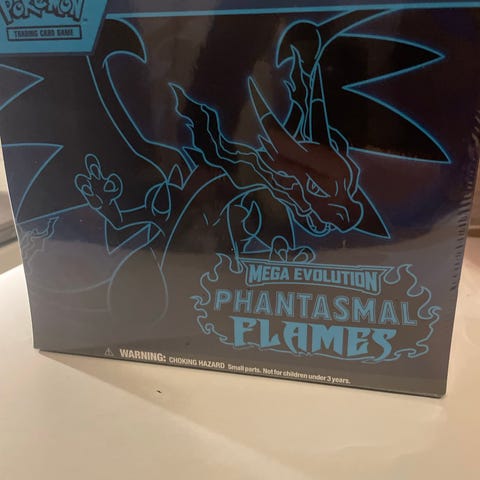 POKÉMON
TRADING CARD GAME
MEGA EVOLUTION
PHANTASMAL
FLAMES
⚠ WARNING: CHOKING HAZARD Small parts. Not for children under 3 years.